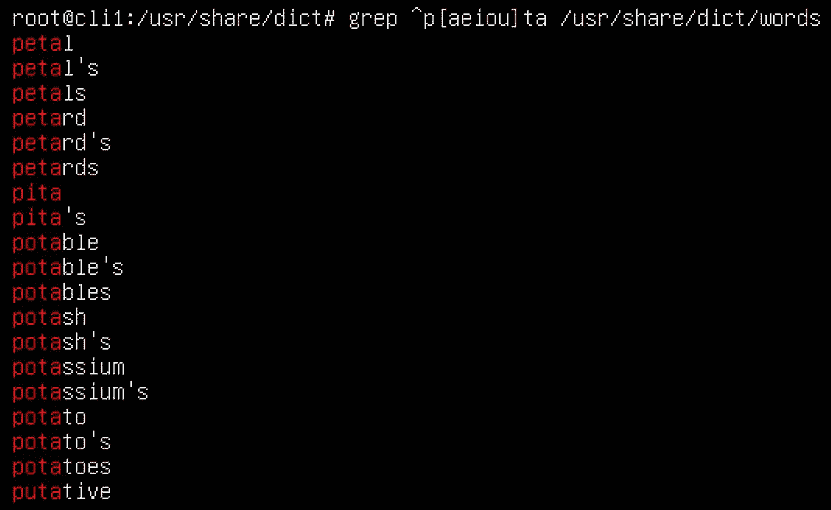 root@cli1:/usr/share/dict# grep ^p[aeiou]ta /usr/share/dict/words
petal
petal's
petals
petard
petard's
petards
pita
pita's
potable
potable's
potables
potash
potash's
potassium
potassium's
potato
potato's
potatoes
putative